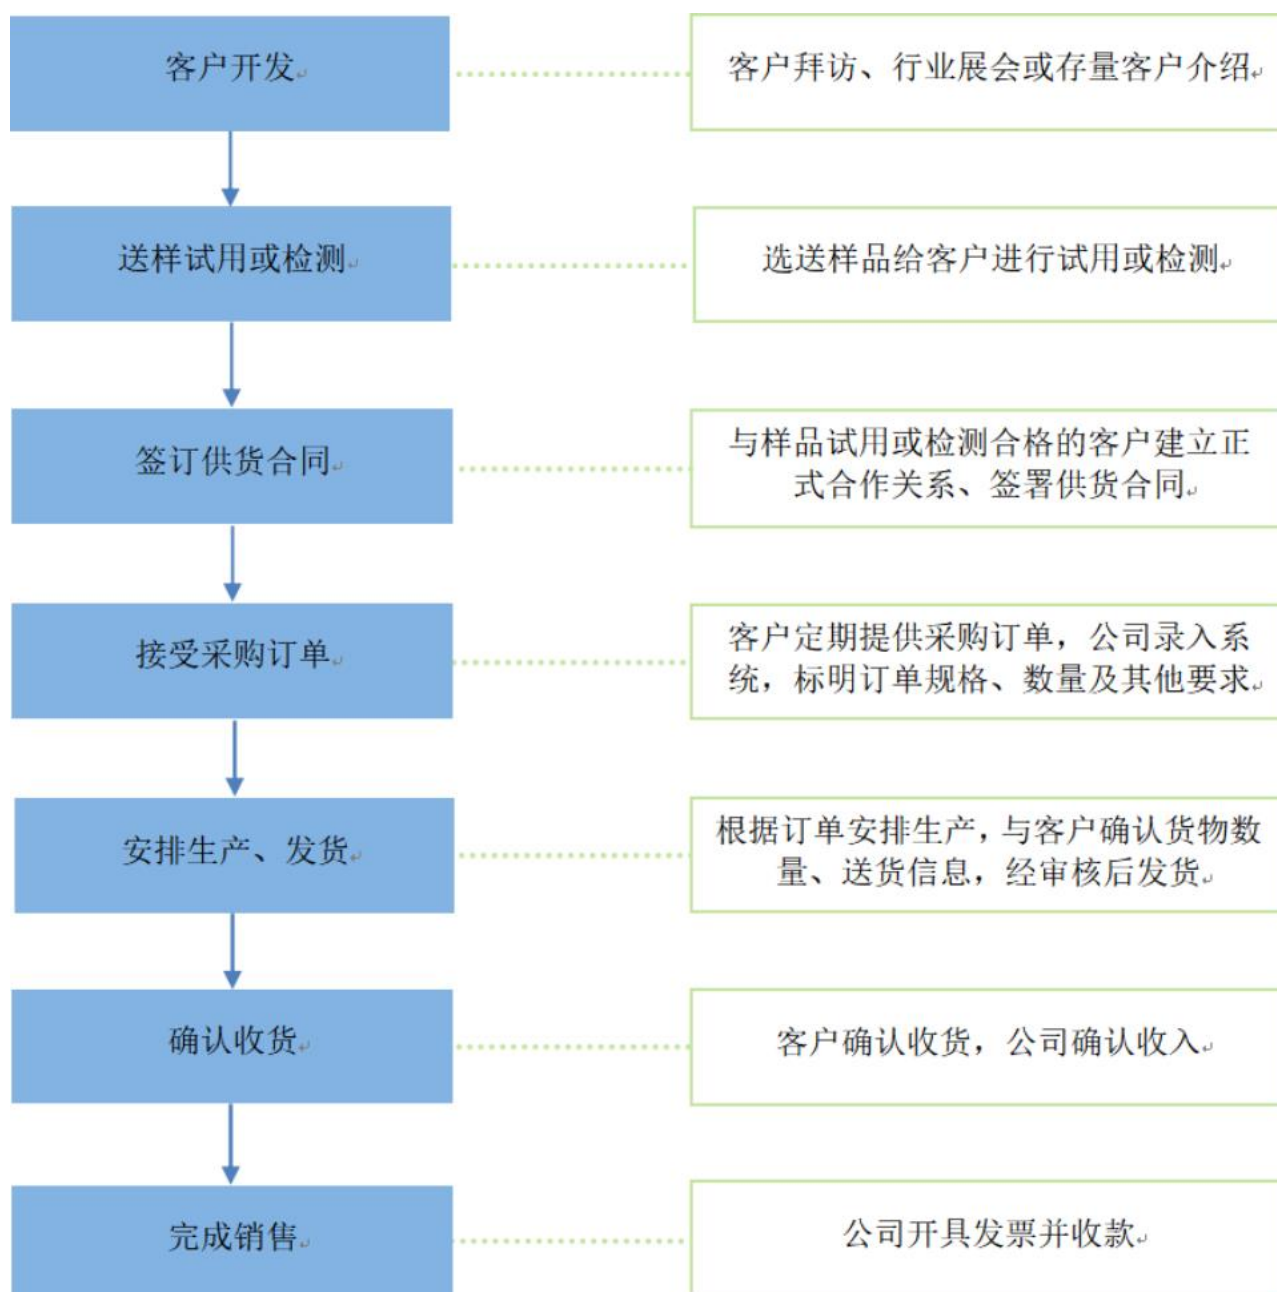 客户开发
客户拜访、行业展会或存量客户介绍
送样试用或检测
选送样品给客户进行试用或检测
签订供货合同
与样品试用或检测合格的客户建立正
式合作关系、签署供货合同
接受采购订单
客户定期提供采购订单，公司录入系
统，标明订单规格、数量及其他要求
安排生产、发货
根据订单安排生产，与客户确认货物数
量、送货信息，经审核后发货
确认收货
客户确认收货，公司确认收入
完成销售
公司开具发票并收款